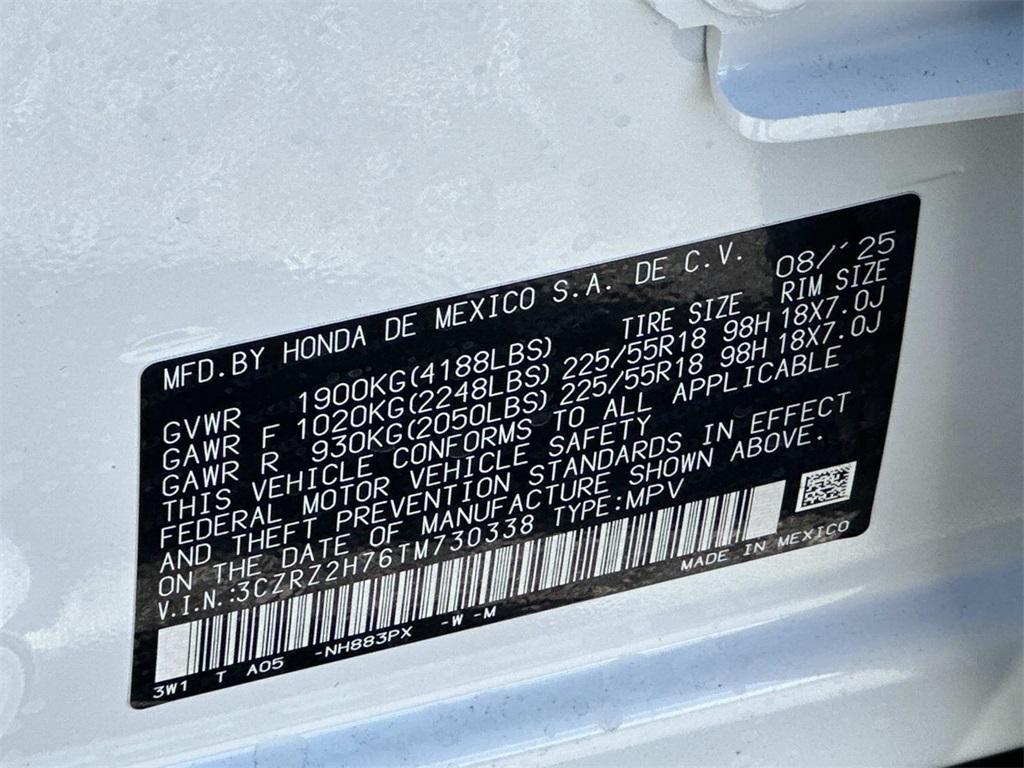 MFD.BY HONDA DE MEXICO S.A. DE C.V. 08/'25
TIRE SIZE RIM SIZE
GVWR 1900KG(4188LBS)
GAWR F 1020KG(2248LBS) 225/55R18 98H 18X7.0J
GAWR R 930KG(2050LBS) 225/55R18 98H 18X7.0J
THIS VEHICLE CONFORMS TO ALL APPLICABLE
FEDERAL MOTOR VEHICLE SAFETY
AND THEFT PREVENTION STANDARDS IN EFFECT
ON THE DATE OF MANUFACTURE SHOWN ABOVE.
V.I.N.:3CZRZ2H76TM730338 TYPE:MPV
MADE IN MEXICO
3W1 T A05 -NH883PX -W -M